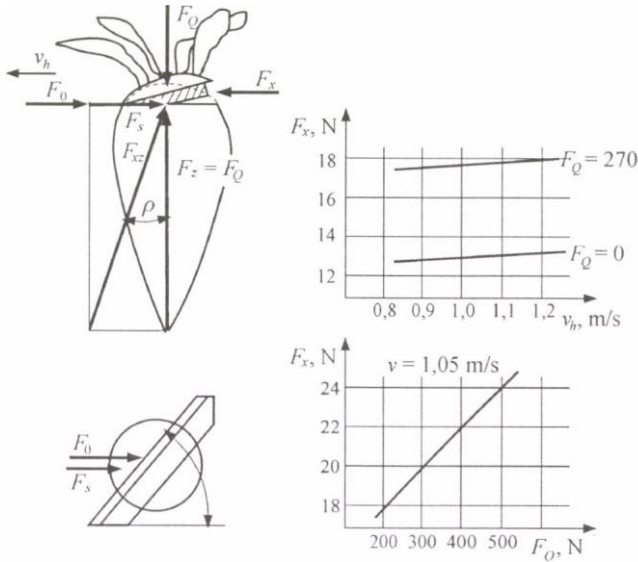 F_Q
v_h
F_0
F_x
F_s
F_xz
F_z = F_Q
ρ
F_x, N
18
16
14
12
F_Q = 270
F_Q = 0
0,8 0,9 1,0 1,1 1,2
v_h, m/s
F_x, N
v = 1,05 m/s
24
22
20
18
200 300 400 500 F_O, N
F_0
F_s